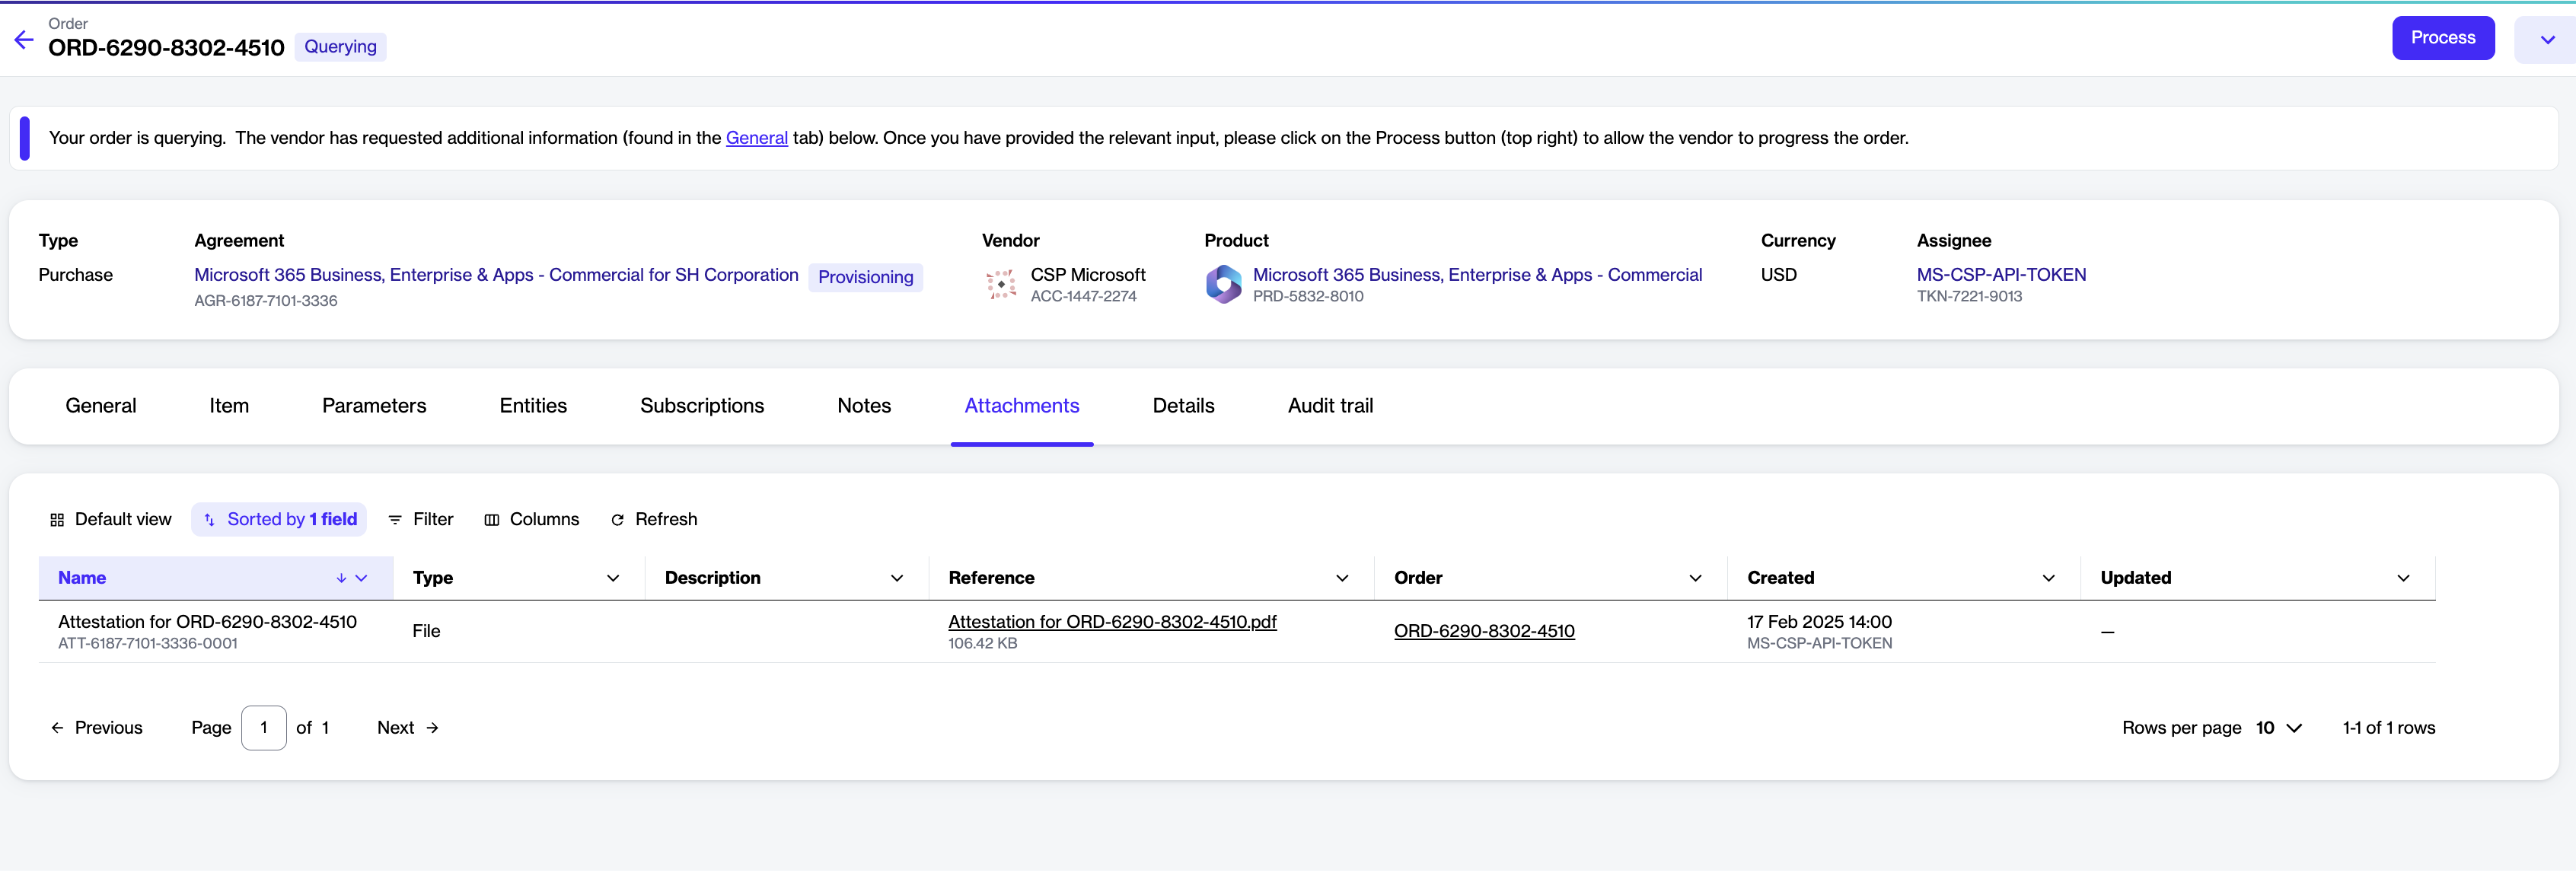 Order
ORD-6290-8302-4510 Querying
Process
Your order is querying. The vendor has requested additional information (found in the General tab) below. Once you have provided the relevant input, please click on the Process button (top right) to allow the vendor to progress the order.
Type Agreement Vendor Product Currency Assignee
Purchase Microsoft 365 Business, Enterprise & Apps - Commercial for SH Corporation Provisioning CSP Microsoft Microsoft 365 Business, Enterprise & Apps - Commercial USD MS-CSP-API-TOKEN
AGR-6187-7101-3336 ACC-1447-2274 PRD-5832-8010 TKN-7221-9013
General Item Parameters Entities Subscriptions Notes Attachments Details Audit trail
Default view Sorted by 1 field Filter Columns Refresh
Name Type Description Reference Order Created Updated
Attestation for ORD-6290-8302-4510 File Attestation for ORD-6290-8302-4510.pdf ORD-6290-8302-4510 17 Feb 2025 14:00 —
ATT-6187-7101-3336-0001 106.42 KB MS-CSP-API-TOKEN
Previous Page 1 of 1 Next Rows per page 10 1-1 of 1 rows